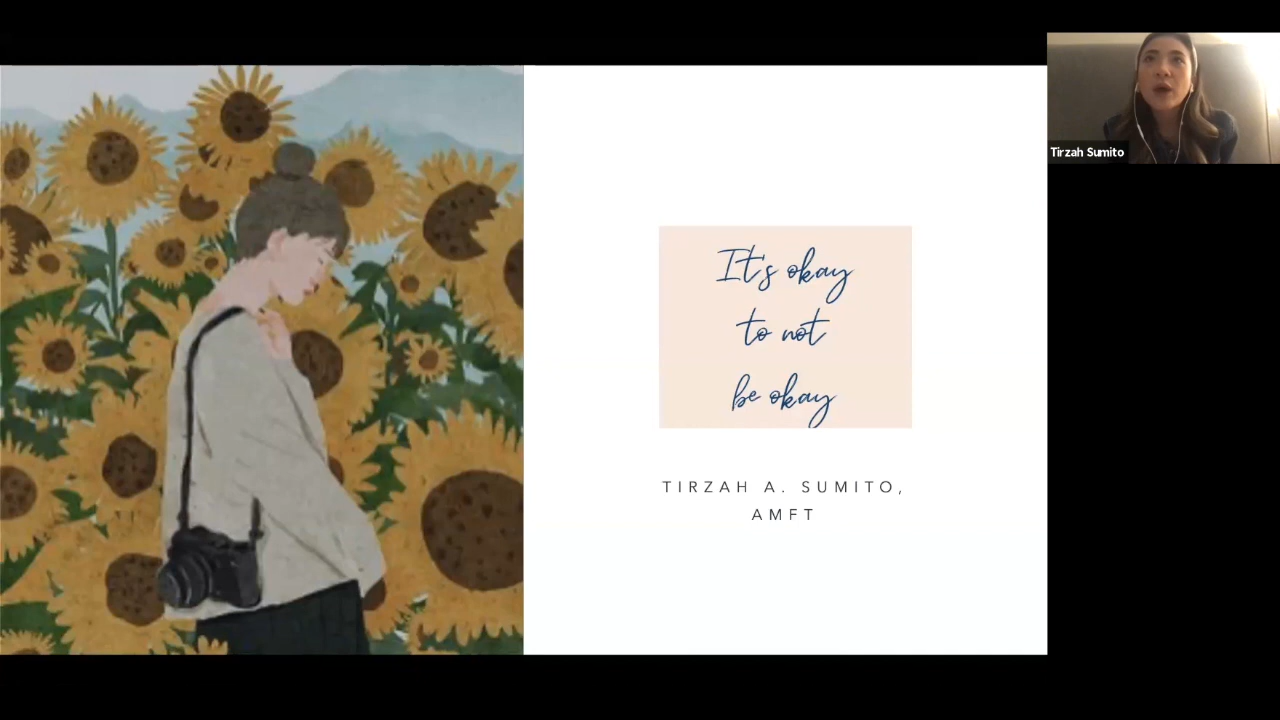 It's okay
to not
be okay
TIRZAH A. SUMITO,
AMFT
Tirzah Sumito